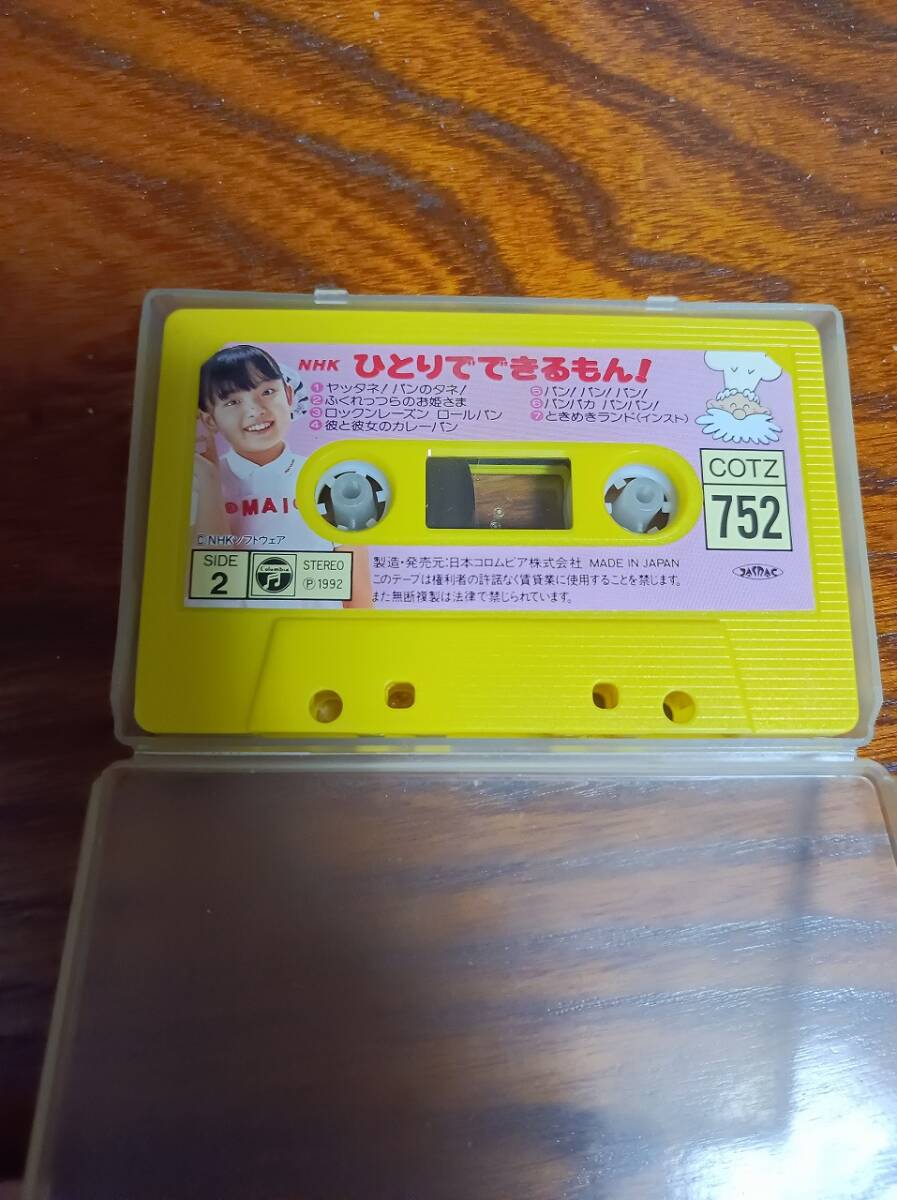 NHK ひとりでできるもん!
1 ヤッタネ! パンのタネ!
2 ふくれっつらのお姫さま
3 ロックンレーズン ロールパン
4 彼と彼女のカレーパン
5 パン! パン! パン!
6 パンパカ パンパン!
7 ときめきランド(インスト)
COTZ
752
MAI
© NHKソフトウェア
SIDE
2
Columbia
STEREO
Ⓟ1992
製造・発売元:日本コロムビア株式会社 MADE IN JAPAN
このテープは権利者の許諾なく賃貸業に使用することを禁じます。
また無断複製は法律で禁じられています。
JASRAC